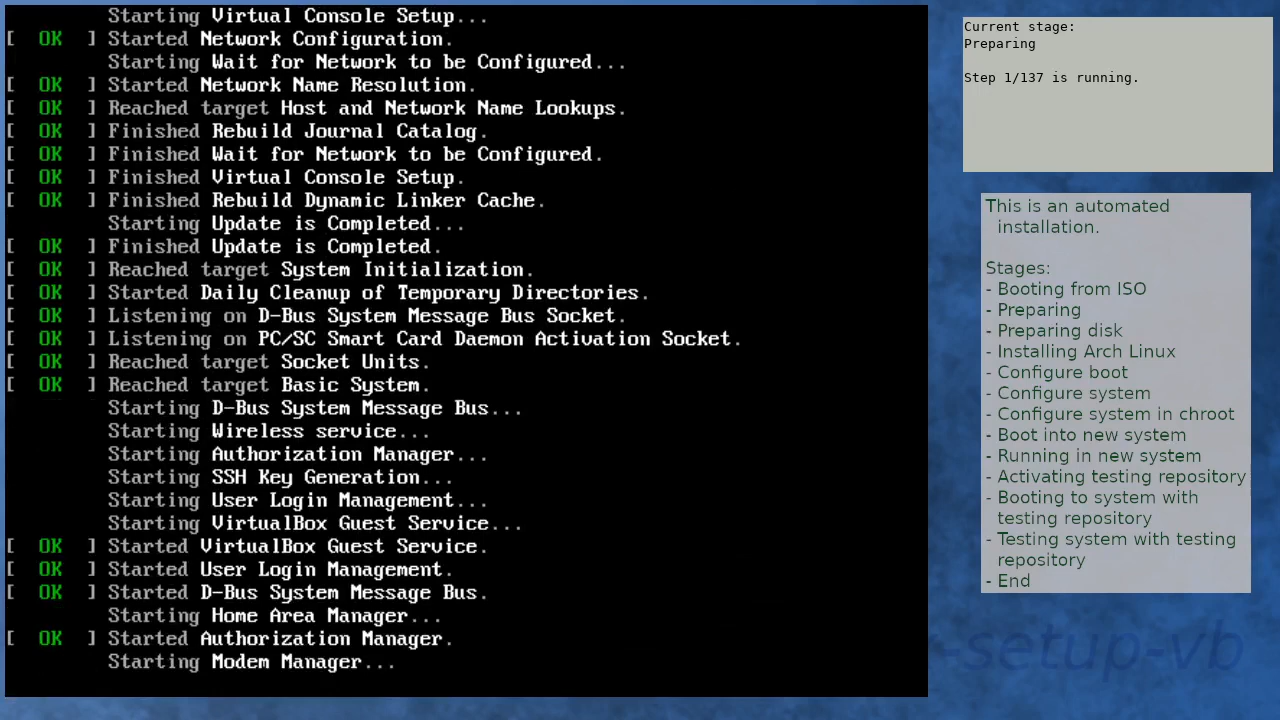 Starting Virtual Console Setup...
[  OK  ] Started Network Configuration.
Starting Wait for Network to be Configured...
[  OK  ] Started Network Name Resolution.
[  OK  ] Reached target Host and Network Name Lookups.
[  OK  ] Finished Rebuild Journal Catalog.
[  OK  ] Finished Wait for Network to be Configured.
[  OK  ] Finished Virtual Console Setup.
[  OK  ] Finished Rebuild Dynamic Linker Cache.
Starting Update is Completed...
[  OK  ] Finished Update is Completed.
[  OK  ] Reached target System Initialization.
[  OK  ] Started Daily Cleanup of Temporary Directories.
[  OK  ] Listening on D-Bus System Message Bus Socket.
[  OK  ] Listening on PC/SC Smart Card Daemon Activation Socket.
[  OK  ] Reached target Socket Units.
[  OK  ] Reached target Basic System.
Starting D-Bus System Message Bus...
Starting Wireless service...
Starting Authorization Manager...
Starting SSH Key Generation...
Starting User Login Management...
Starting VirtualBox Guest Service...
[  OK  ] Started VirtualBox Guest Service.
[  OK  ] Started User Login Management.
[  OK  ] Started D-Bus System Message Bus.
Starting Home Area Manager...
[  OK  ] Started Authorization Manager.
Starting Modem Manager...
Current stage:
Preparing
Step 1/137 is running.
This is an automated
installation.
Stages:
- Booting from ISO
- Preparing
- Preparing disk
- Installing Arch Linux
- Configure boot
- Configure system
- Configure system in chroot
- Boot into new system
- Running in new system
- Activating testing repository
- Booting to system with
testing repository
- Testing system with testing
repository
- End
-setup-vb